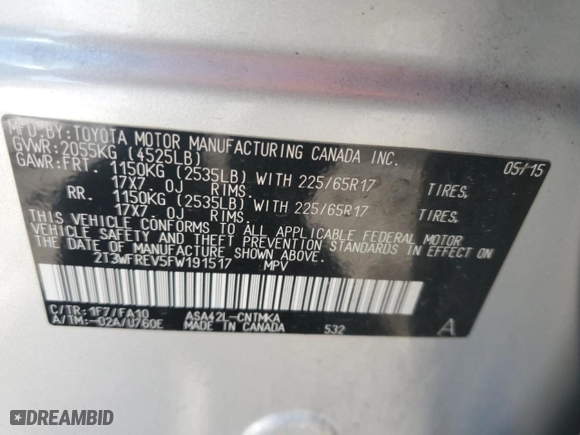 MFD.BY:TOYOTA MOTOR MANUFACTURING CANADA INC.
GVWR:2055KG (4525LB) 05/15
GAWR:FRT. 1150KG (2535LB) WITH 225/65R17 TIRES,
17X7. OJ RIMS.
RR. 1150KG (2535LB) WITH 225/65R17 TIRES,
17X7. OJ RIMS.
THIS VEHICLE CONFORMS TO ALL APPLICABLE FEDERAL MOTOR
VEHICLE SAFETY AND THEFT PREVENTION STANDARDS IN EFFECT ON
THE DATE OF MANUFACTURE SHOWN ABOVE.
2T3WFREV5FW191517 MPV
C/TR:1F7/FA10 ASA42L-CNTMKA
A/TM:-02A/U760E MADE IN CANADA 532 A
DREAMBID